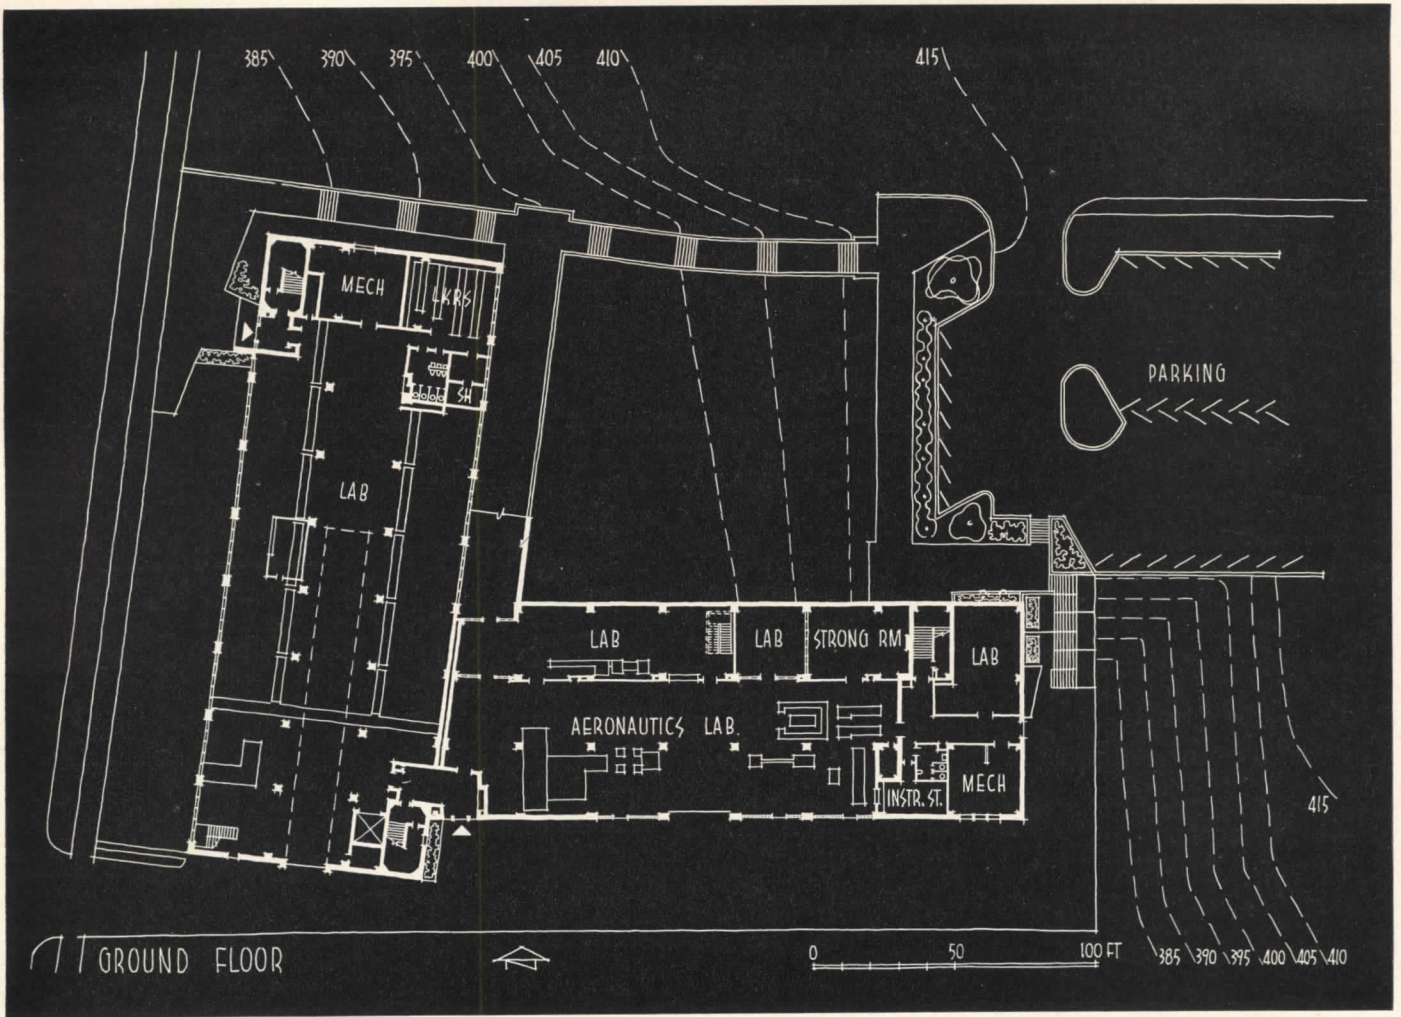 385 390 395 400 405 410 415
MECH
LKRS
SH
PARKING
LAB
LAB
LAB
STRONG RM
LAB
AERONAUTICS LAB.
INSTR. ST.
MECH
415
GROUND FLOOR
0 50 100 FT
385 390 395 400 405 410